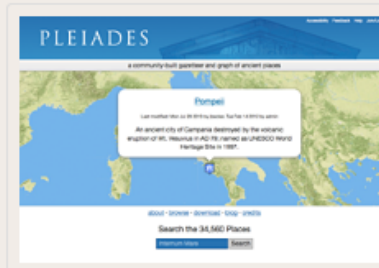 Accessibility Feedback Help
PLEIADES
a community-built gazetteer and graph of ancient places
Pompeii
An ancient city of Campania destroyed by the volcanic
eruption of Mt. Vesuvius in AD 79; named as UNESCO World
Heritage Site in 1997.
about - browse - download - blog - credits
Search the 34,560 Places
Search